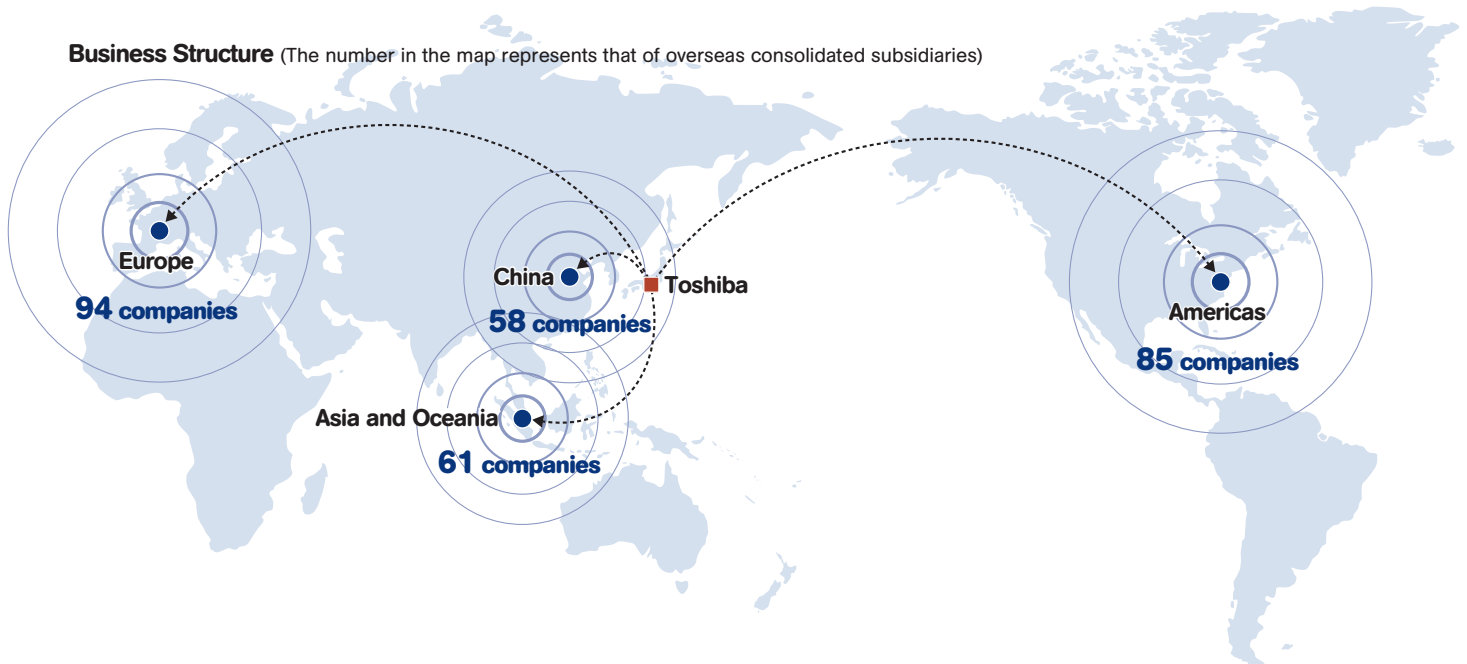 Business Structure (The number in the map represents that of overseas consolidated subsidiaries)
Europe
94 companies
China
58 companies
Toshiba
Asia and Oceania
61 companies
Americas
85 companies